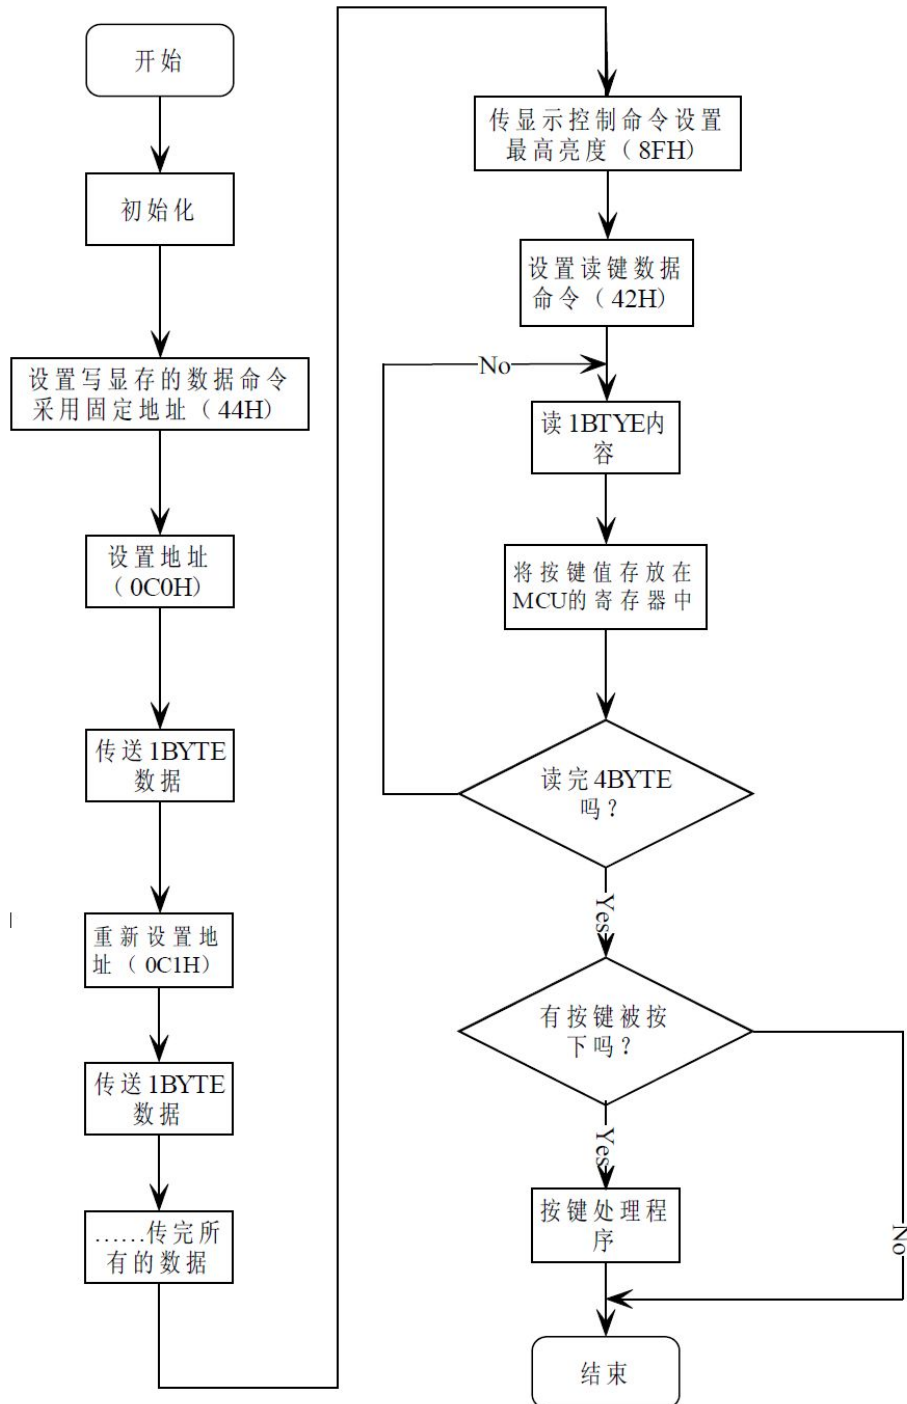 开始
初始化
设置写显存的数据命令
采用固定地址（44H）
设置地址
（0C0H）
传送1BYTE
数据
重新设置地
址（0C1H）
传送1BYTE
数据
……传完所
有的数据
传显示控制命令设置
最高亮度（8FH）
设置读键数据
命令（42H）
No
读1BTYE内
容
将按键值存放在
MCU的寄存器中
读完4BYTE
吗？
Yes
有按键被按
下吗？
Yes
No
按键处理程
序
结束